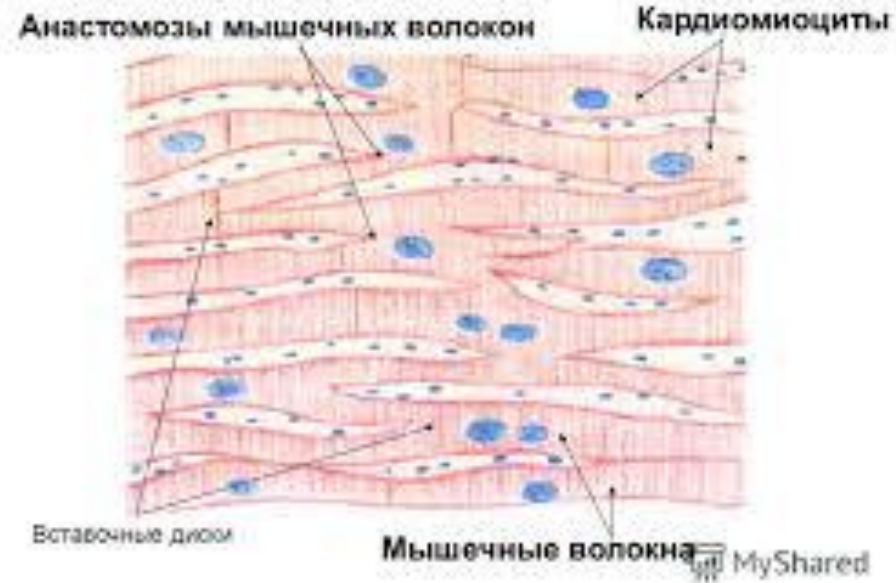 Анастомозы мышечных волокон
Кардиомиоциты
Вставочные диски
Мышечные волокна
MyShared